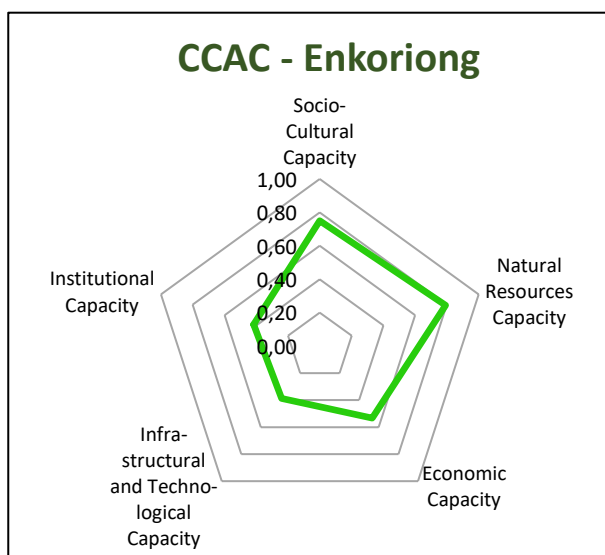 CCAC - Enkoriong
Socio-
Cultural
Capacity
1,00
0,80
0,60
0,40
0,20
0,00
Natural
Resources
Capacity
Economic
Capacity
Infra-
structural
and Techno-
logical
Capacity
Institutional
Capacity